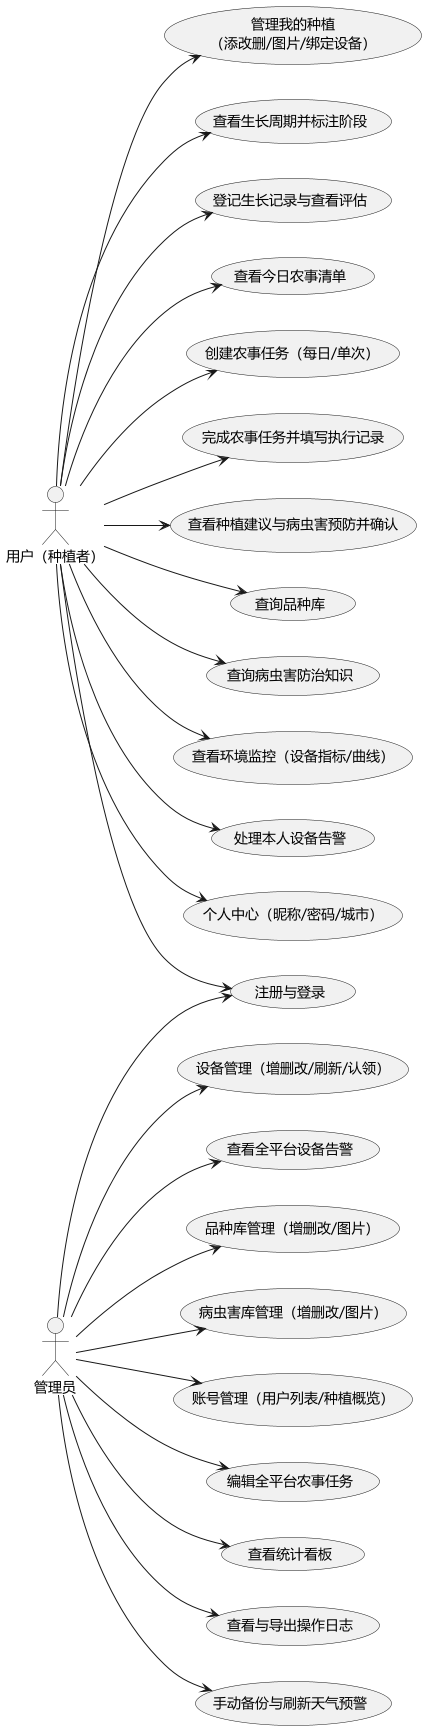 管理我的种植
（添改删/图片/绑定设备）
查看生长周期并标注阶段
登记生长记录与查看评估
查看今日农事清单
创建农事任务（每日/单次）
完成农事任务并填写执行记录
查看种植建议与病虫害预防并确认
用户（种植者）
查询品种库
查询病虫害防治知识
查看环境监控（设备指标/曲线）
处理本人设备告警
个人中心（昵称/密码/城市）
注册与登录
设备管理（增删改/刷新/认领）
查看全平台设备告警
品种库管理（增删改/图片）
病虫害库管理（增删改/图片）
管理员
账号管理（用户列表/种植概览）
编辑全平台农事任务
查看统计看板
查看与导出操作日志
手动备份与刷新天气预警